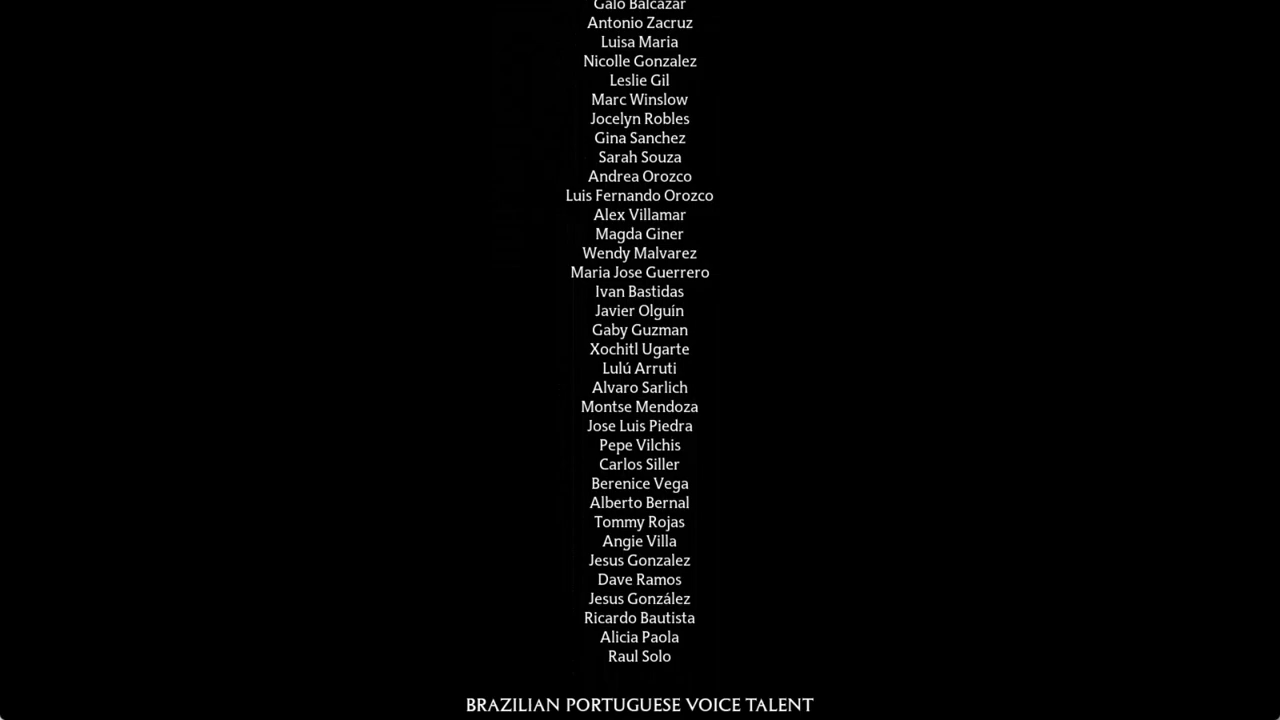 Galo Balcazar
Antonio Zacruz
Luisa Maria
Nicolle Gonzalez
Leslie Gil
Marc Winslow
Jocelyn Robles
Gina Sanchez
Sarah Souza
Andrea Orozco
Luis Fernando Orozco
Alex Villamar
Magda Giner
Wendy Malvarez
Maria Jose Guerrero
Ivan Bastidas
Javier Olguín
Gaby Guzman
Xochitl Ugarte
Lulú Arruti
Alvaro Sarlich
Montse Mendoza
Jose Luis Piedra
Pepe Vilchis
Carlos Siller
Berenice Vega
Alberto Bernal
Tommy Rojas
Angie Villa
Jesus Gonzalez
Dave Ramos
Jesus González
Ricardo Bautista
Alicia Paola
Raul Solo
BRAZILIAN PORTUGUESE VOICE TALENT